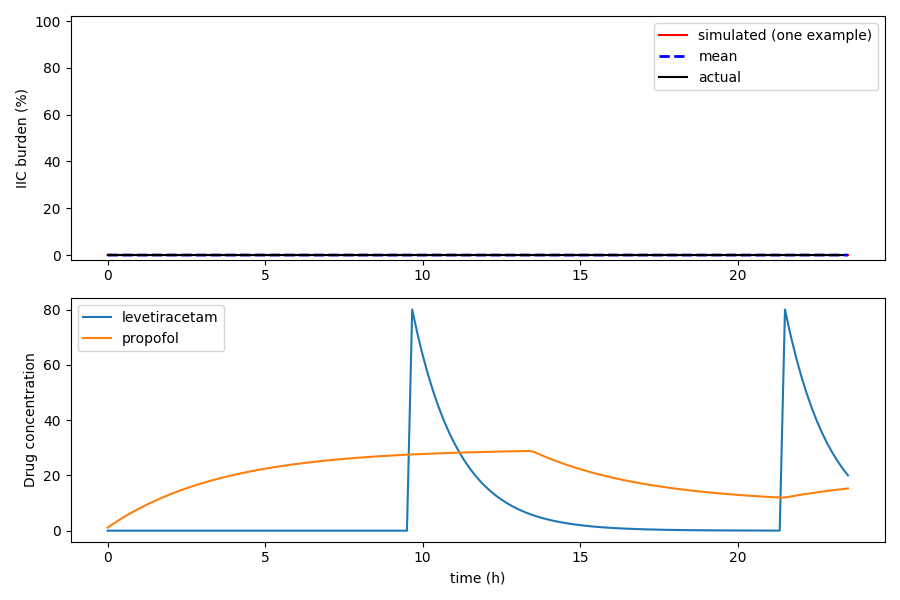 100
80
60
40
20
0
IIC burden (%)
simulated (one example)
mean
actual
0 5 10 15 20
80
60
40
20
0
Drug concentration
levetiracetam
propofol
0 5 10 15 20
time (h)